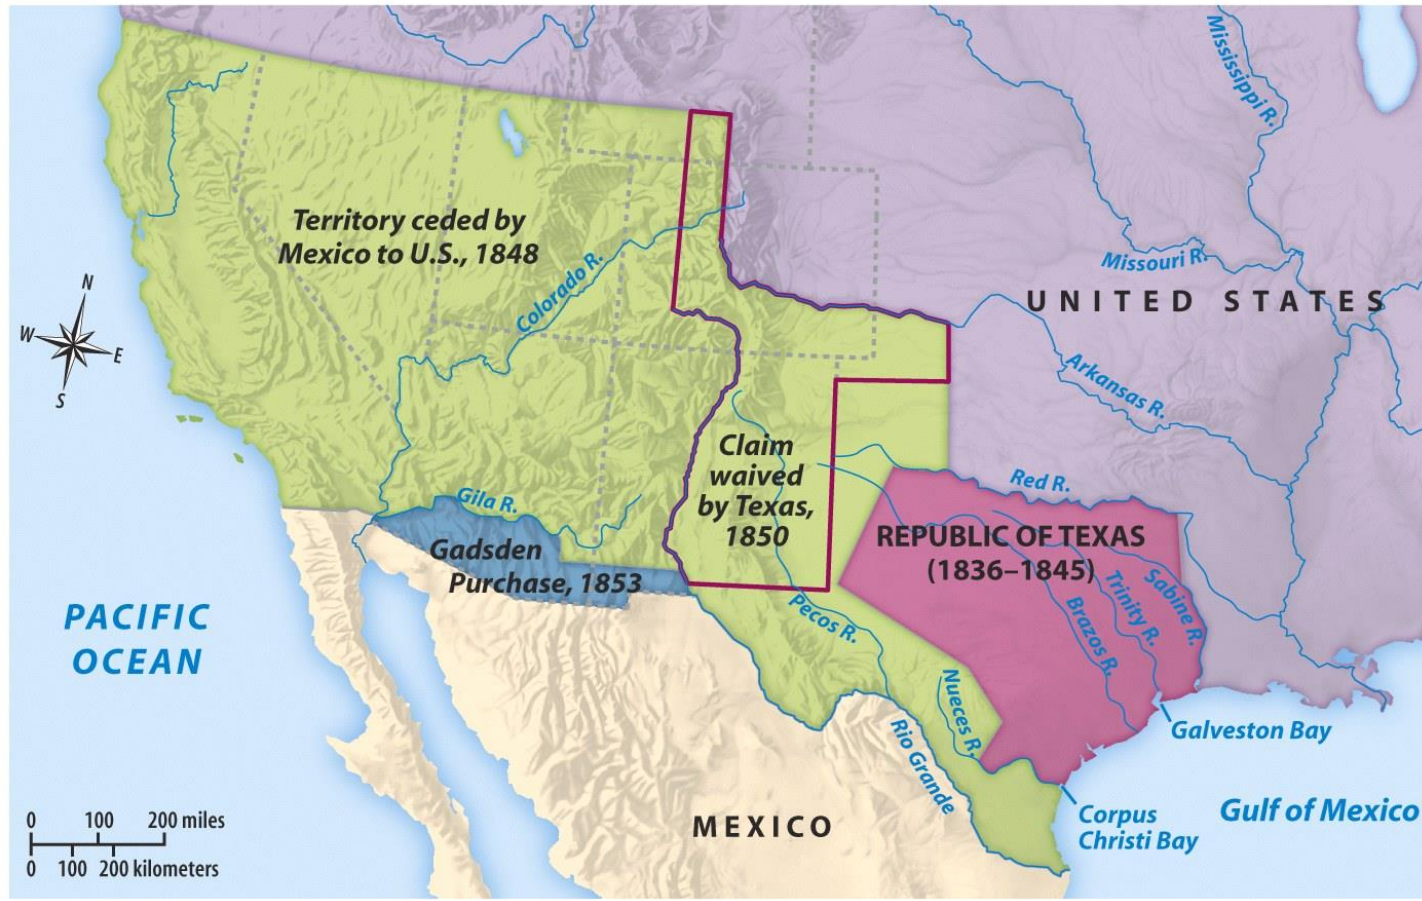 Mississippi R.
Territory ceded by
Mexico to U.S., 1848
Colorado R.
Missouri R.
UNITED STATES
N
W
E
S
Arkansas R.
Claim
waived
by Texas,
1850
Red R.
Gila R.
Gadsden
Purchase, 1853
REPUBLIC OF TEXAS
(1836–1845)
Sabine R.
Trinity R.
Brazos R.
Pecos R.
Nueces R.
Rio Grande
PACIFIC
OCEAN
Galveston Bay
Corpus
Christi Bay
Gulf of Mexico
MEXICO
0 100 200 miles
0 100 200 kilometers